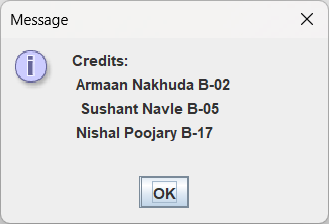 Message
Credits:
Armaan Nakhuda B-02
Sushant Navle B-05
Nishal Poojary B-17
OK